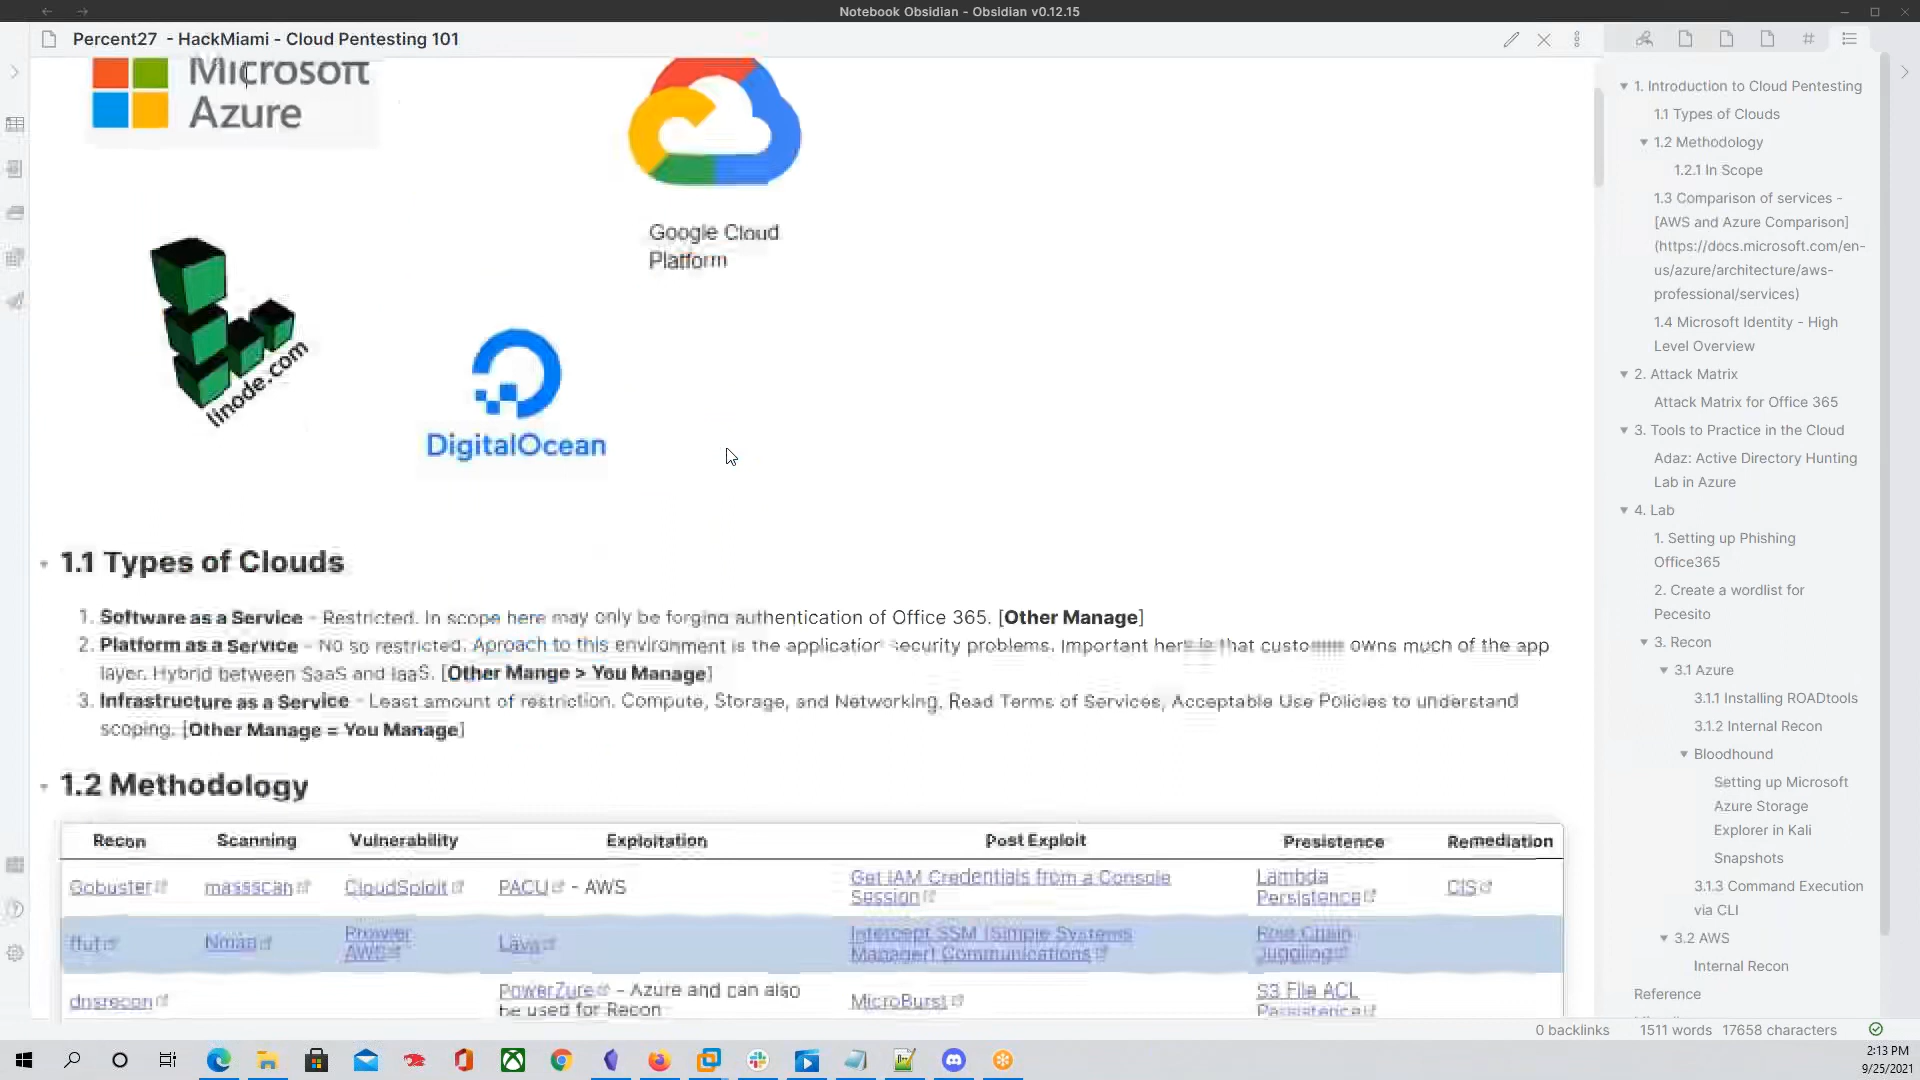 Notebook Obsidian - Obsidian v0.12.15
Percent27 - HackMiami - Cloud Pentesting 101
Microsoft
Azure
Google Cloud
Platform
linode.com
DigitalOcean
1.1 Types of Clouds
1. Software as a Service - Restricted. In scope here may only be forging authentication of Office 365. [Other Manage]
2. Platform as a Service - No so restricted. Aproach to this environment is the application security problems. Important here is that customer owns much of the app
layer. Hybrid between SaaS and IaaS. [Other Mange > You Manage]
3. Infrastructure as a Service - Least amount of restriction. Compute, Storage, and Networking. Read Terms of Services, Acceptable Use Policies to understand
scoping. [Other Manage = You Manage]
1.2 Methodology
Recon Scanning Vulnerability Exploitation Post Exploit Presistence Remediation
Gobuster massscan CloudSploit PACU - AWS Get IAM Credentials from a Console
Session Lambda
Persistence CIS
ffuf Nmap Prowler
AWS Lava Intercept SSM (Simple Systems
Manager) Communications Role Chain
Juggling
dnsrecon PowerZure - Azure and can also
be used for Recon MicroBurst S3 File ACL
Persistence
1. Introduction to Cloud Pentesting
1.1 Types of Clouds
1.2 Methodology
1.2.1 In Scope
1.3 Comparison of services -
[AWS and Azure Comparison]
(https://docs.microsoft.com/en-
us/azure/architecture/aws-
professional/services)
1.4 Microsoft Identity - High
Level Overview
2. Attack Matrix
Attack Matrix for Office 365
3. Tools to Practice in the Cloud
Adaz: Active Directory Hunting
Lab in Azure
4. Lab
1. Setting up Phishing
Office365
2. Create a wordlist for
Pecesito
3. Recon
3.1 Azure
3.1.1 Installing ROADtools
3.1.2 Internal Recon
Bloodhound
Setting up Microsoft
Azure Storage
Explorer in Kali
Snapshots
3.1.3 Command Execution
via CLI
3.2 AWS
Internal Recon
Reference
0 backlinks 1511 words 17658 characters
2:13 PM
9/25/2021